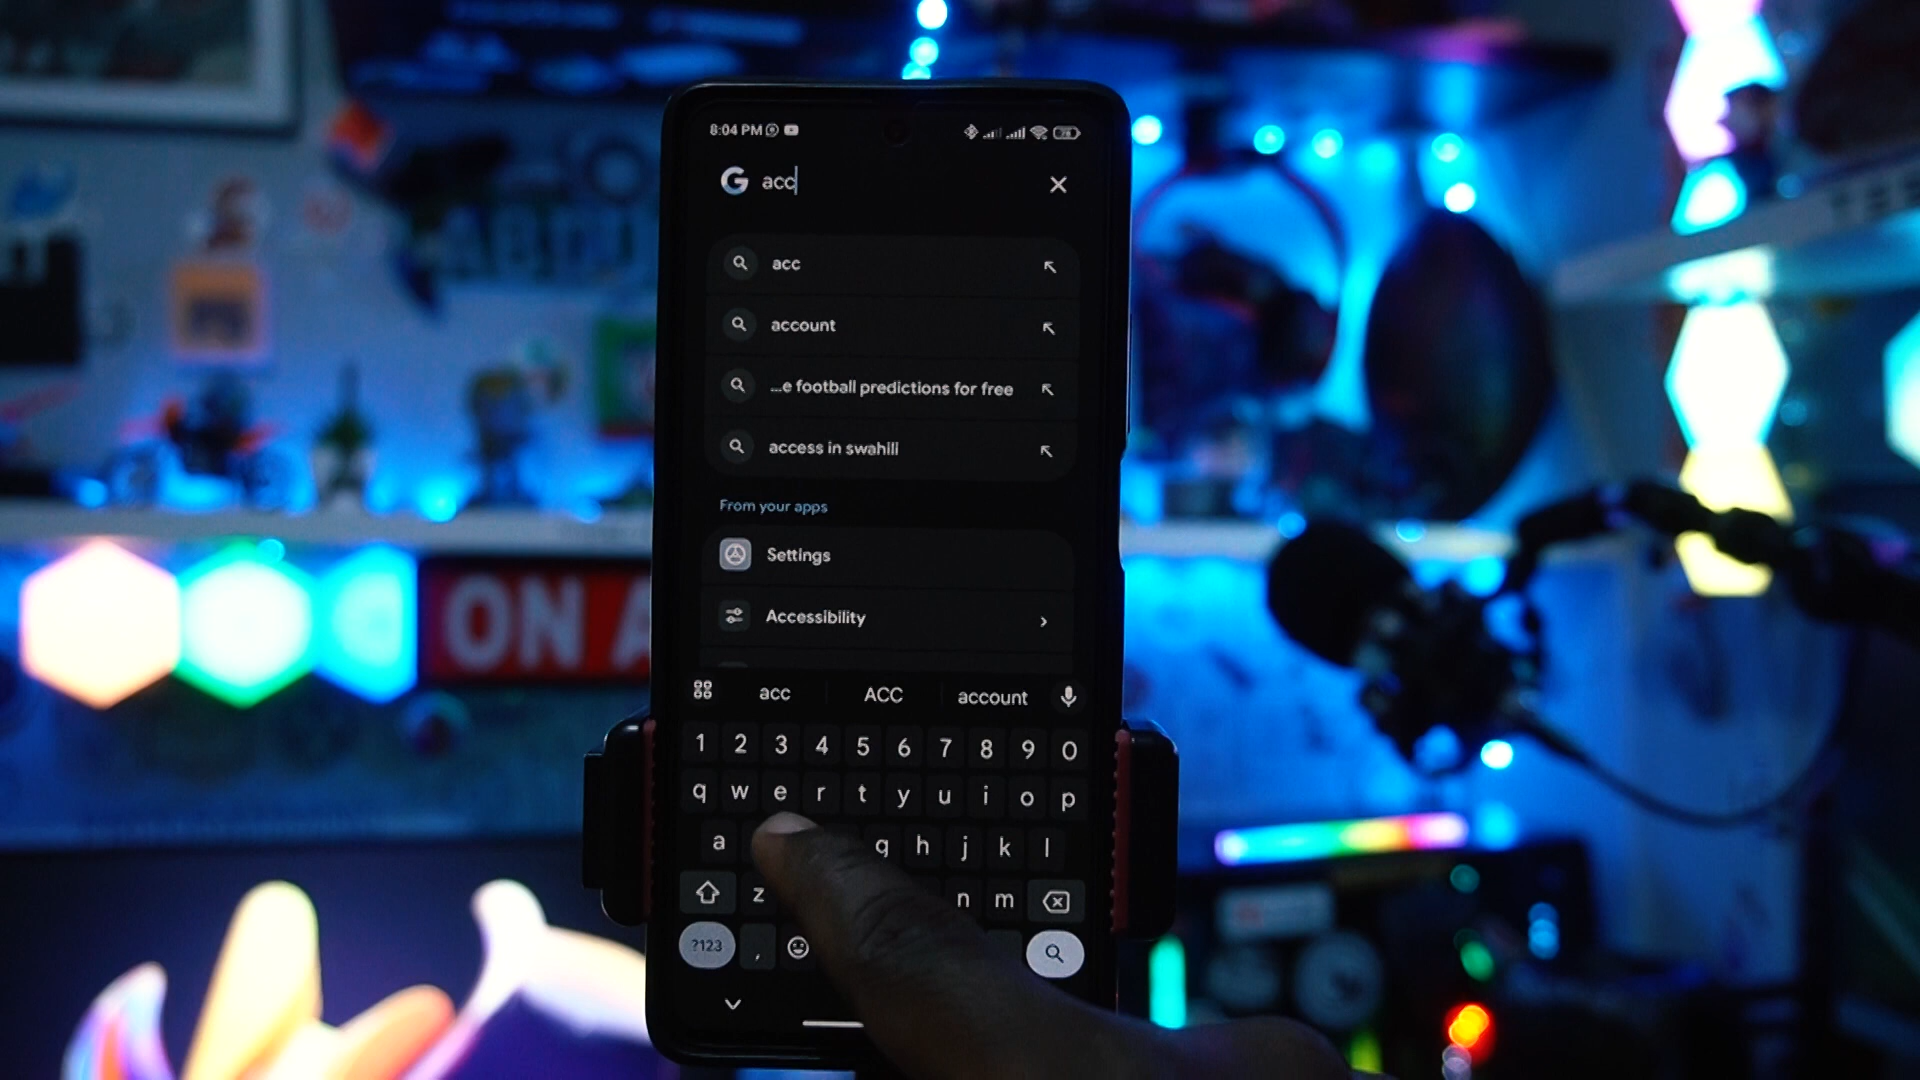 8:04 PM 78
acc
acc
account
...e football predictions for free
access in swahili
From your apps
Settings
Accessibility
acc ACC account
1 2 3 4 5 6 7 8 9 0
q w e r t y u i o p
a g h j k l
z n m
?123 ,
ON A